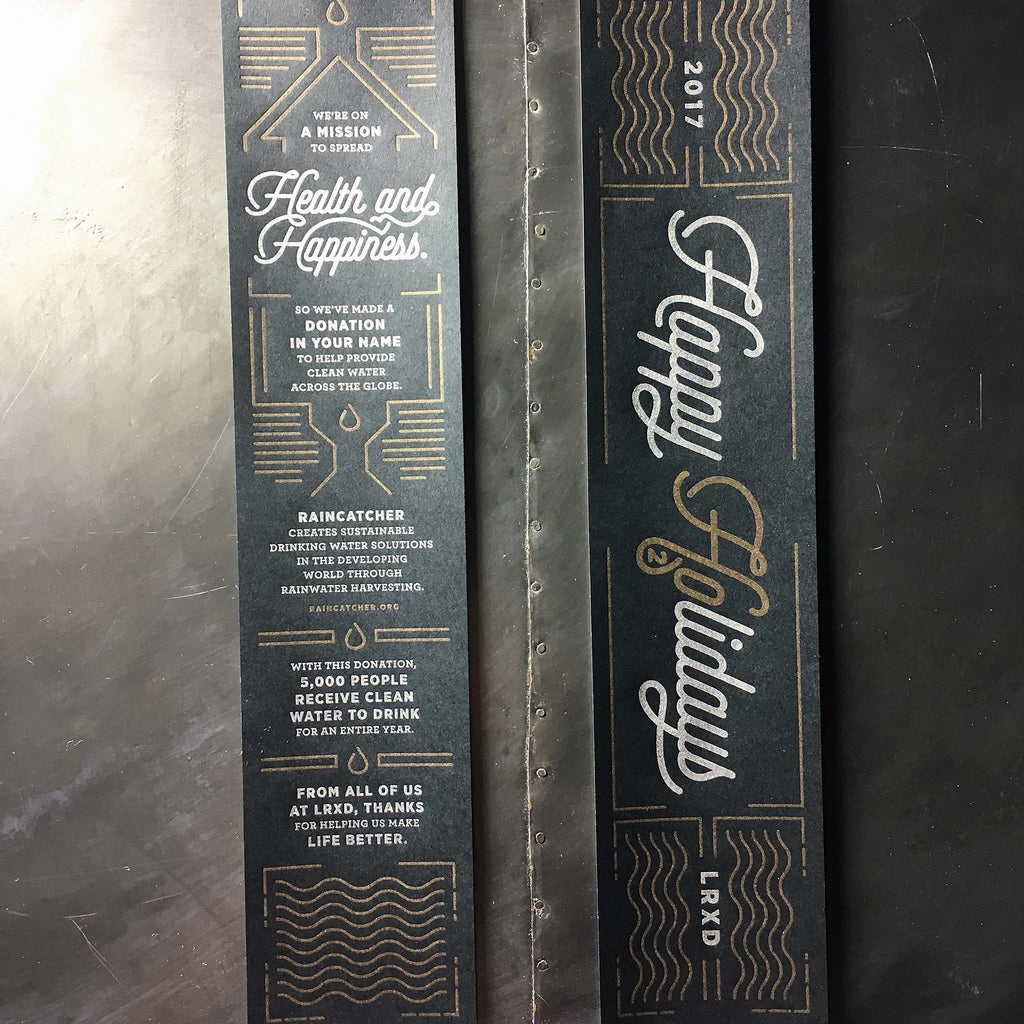 WE'RE ON
A MISSION
TO SPREAD
Health and
Happiness.
SO WE'VE MADE A
DONATION
IN YOUR NAME
TO HELP PROVIDE
CLEAN WATER
ACROSS THE GLOBE.
RAINCATCHER
CREATES SUSTAINABLE
DRINKING WATER SOLUTIONS
IN THE DEVELOPING
WORLD THROUGH
RAINWATER HARVESTING.
RAINCATCHER.ORG
WITH THIS DONATION,
5,000 PEOPLE
RECEIVE CLEAN
WATER TO DRINK
FOR AN ENTIRE YEAR.
FROM ALL OF US
AT LRXD, THANKS
FOR HELPING US MAKE
LIFE BETTER.
2017
Happy H2Olidays
LRXD